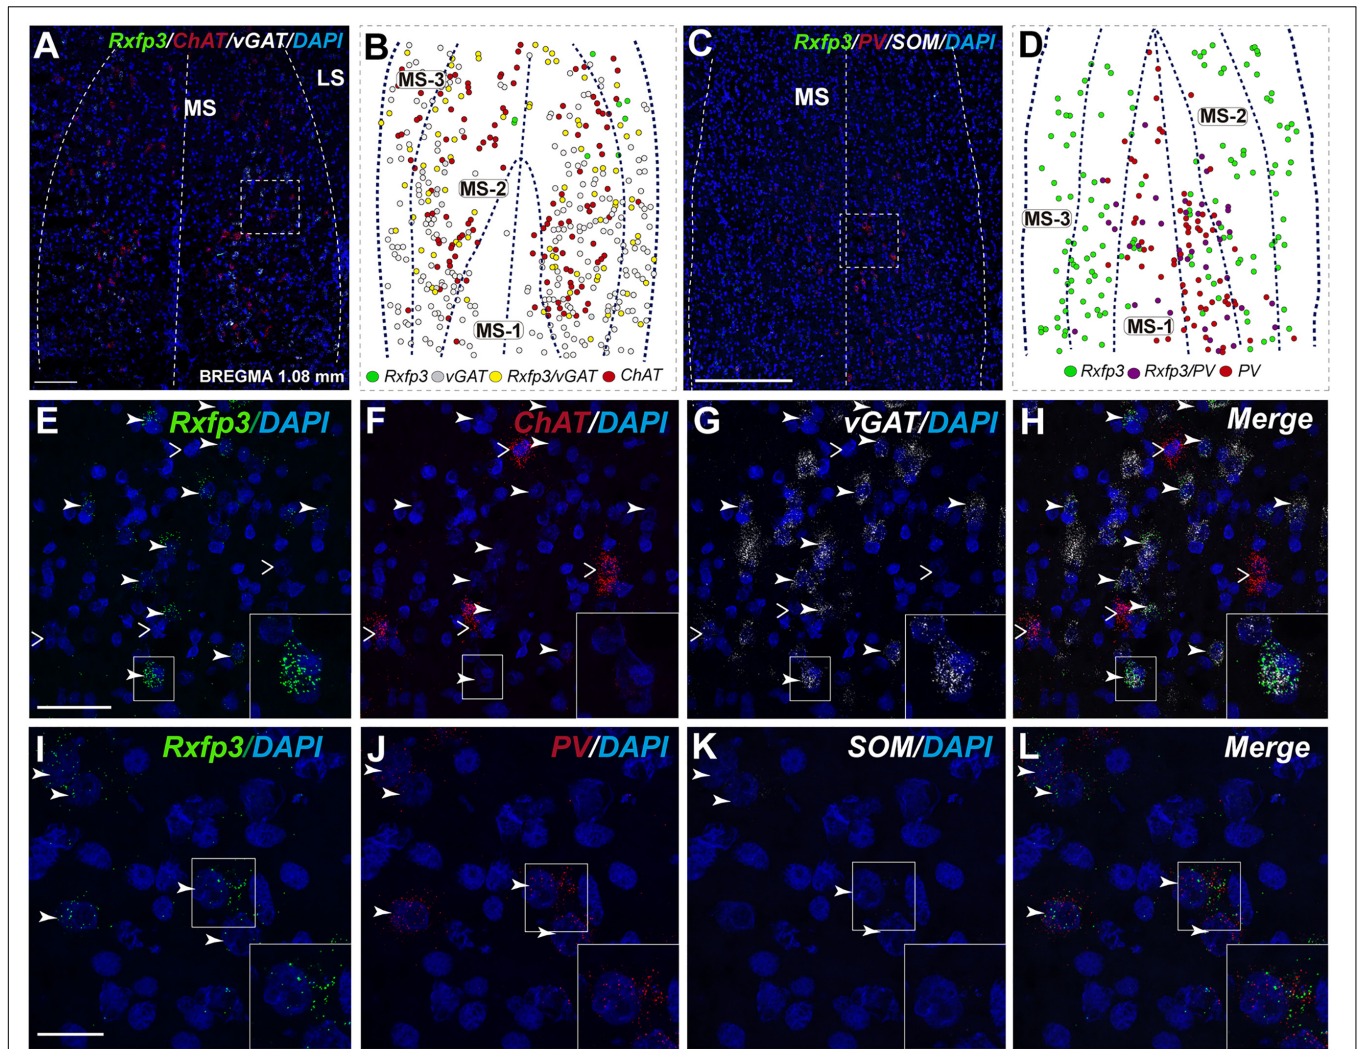 A
Rxfp3/ChAT/vGAT/DAPI
LS
MS
BREGMA 1.08 mm
B
MS-3
MS-2
MS-1
Rxfp3 vGAT Rxfp3/vGAT ChAT
C
Rxfp3/PV/SOM/DAPI
MS
D
MS-2
MS-3
MS-1
Rxfp3 Rxfp3/PV PV
E
Rxfp3/DAPI
F
ChAT/DAPI
G
vGAT/DAPI
H
Merge
I
Rxfp3/DAPI
J
PV/DAPI
K
SOM/DAPI
L
Merge